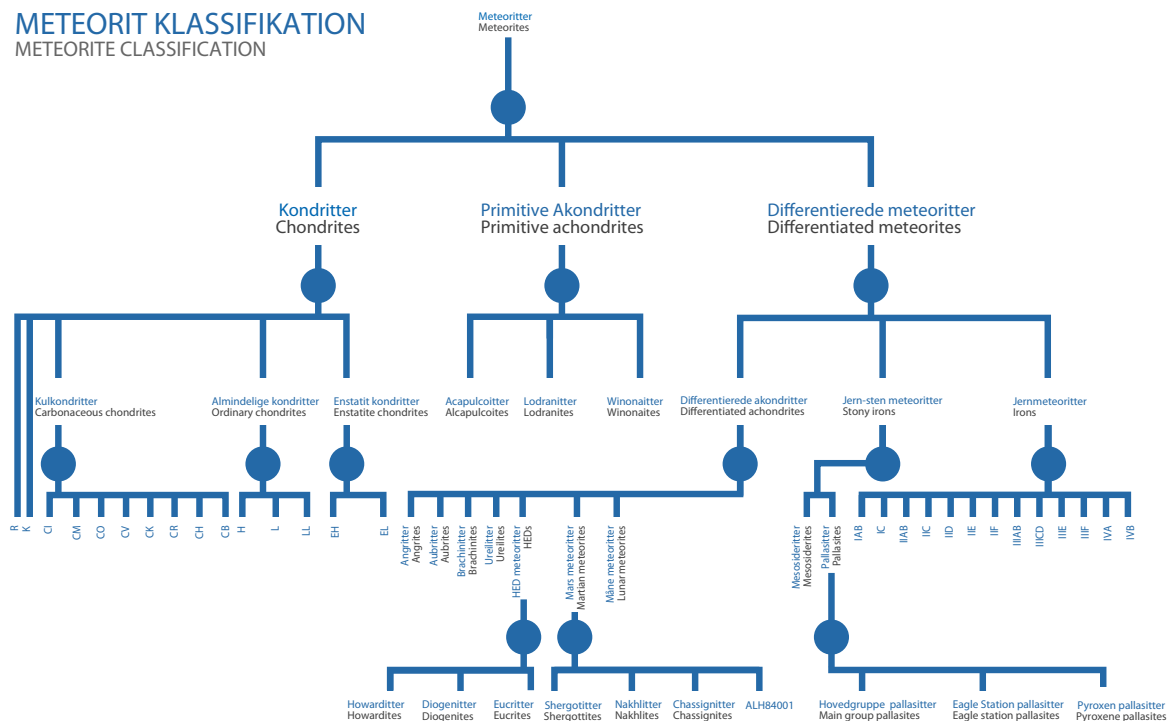 METEORIT KLASSIFIKATION
METEORITE CLASSIFICATION
Meteoritter
Meteorites
Kondritter
Chondrites
Primitive Akondritter
Primitive achondrites
Differentierede meteoritter
Differentiated meteorites
Kulkondritter
Carbonaceous chondrites
Almindelige kondritter
Ordinary chondrites
Enstatit kondritter
Enstatite chondrites
Acapulcoitter
Alcapulcoites
Lodranitter
Lodranites
Winonaitter
Winonaites
Differentierede akondritter
Differentiated achondrites
Jern-sten meteoritter
Stony irons
Jernmeteoritter
Irons
R
K
CI
CM
CO
CV
CK
CR
CH
CB
H
L
LL
EH
EL
Angritter
Angrites
Aubritter
Aubrites
Brachinitter
Brachinites
Ureilitter
Ureilites
HED meteoritter
HEDs
Mars meteoritter
Martian meteorites
Måne meteoritter
Lunar meteorites
Mesosideritter
Mesosiderites
Pallasitter
Pallasites
IAB
IC
IIAB
IIC
IID
IIE
IIF
IIIAB
IIICD
IIIE
IIIF
IVA
IVB
Howarditter
Howardites
Diogenitter
Diogenites
Eucritter
Eucrites
Shergotitter
Shergottites
Nakhlitter
Nakhlites
Chassignitter
Chassignites
ALH84001
Hovedgruppe pallasitter
Main group pallasites
Eagle Station pallasitter
Eagle station pallasites
Pyroxen pallasitter
Pyroxene pallasites